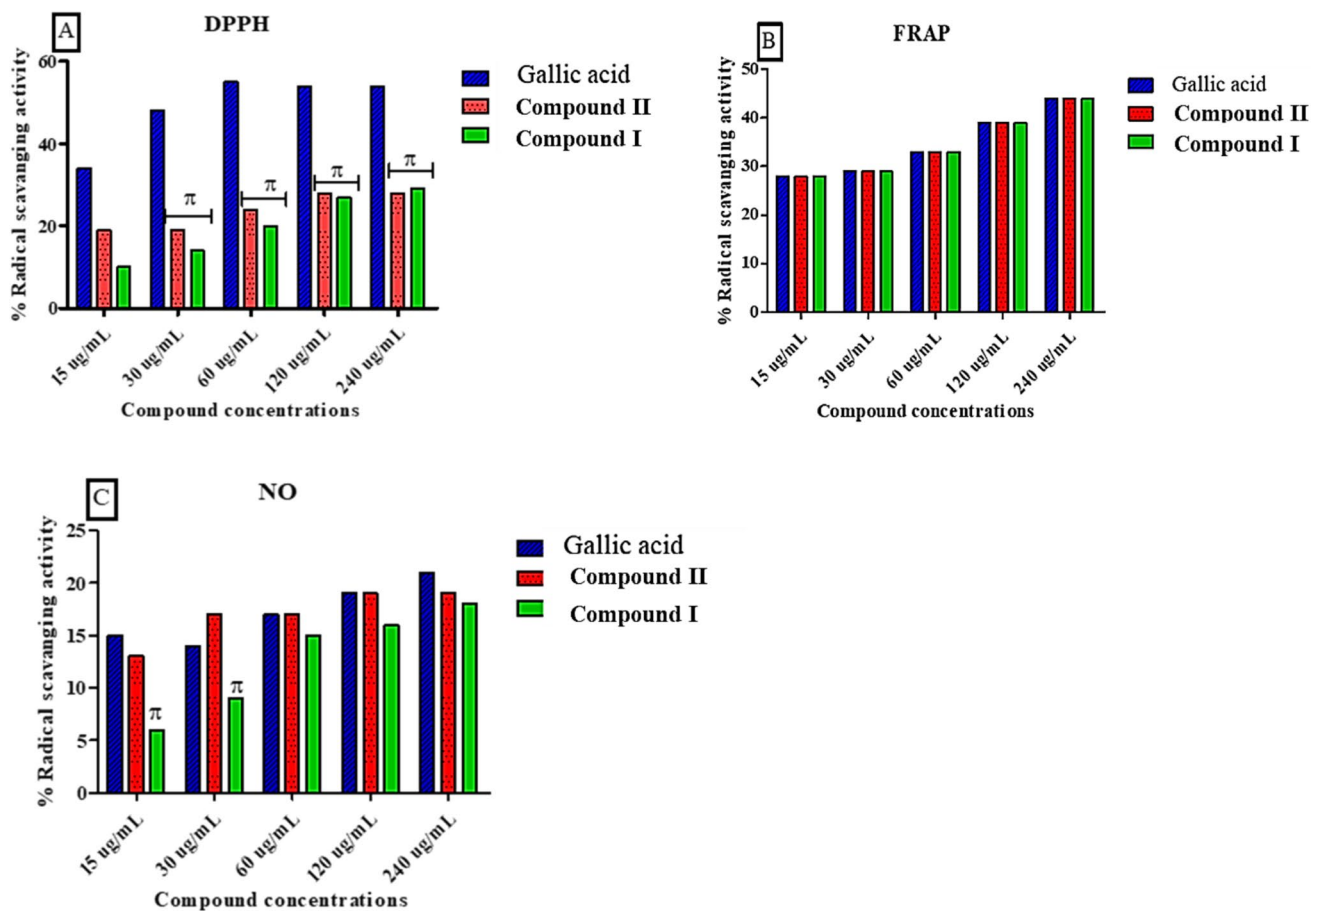 A
DPPH
% Radical scavanging activity
60
40
20
0
π
π
π
π
15 ug/mL
30 ug/mL
60 ug/mL
120 ug/mL
240 ug/mL
Compound concentrations
Gallic acid
Compound II
Compound I
B
FRAP
% Radical scavanging activity
50
40
30
20
10
0
15 ug/mL
30 ug/mL
60 ug/mL
120 ug/mL
240 ug/mL
Compound concentrations
Gallic acid
Compound II
Compound I
C
NO
% Radical scavanging activity
25
20
15
10
5
0
π
π
15 ug/mL
30 ug/mL
60 ug/mL
120 ug/mL
240 ug/mL
Compound concentrations
Gallic acid
Compound II
Compound I